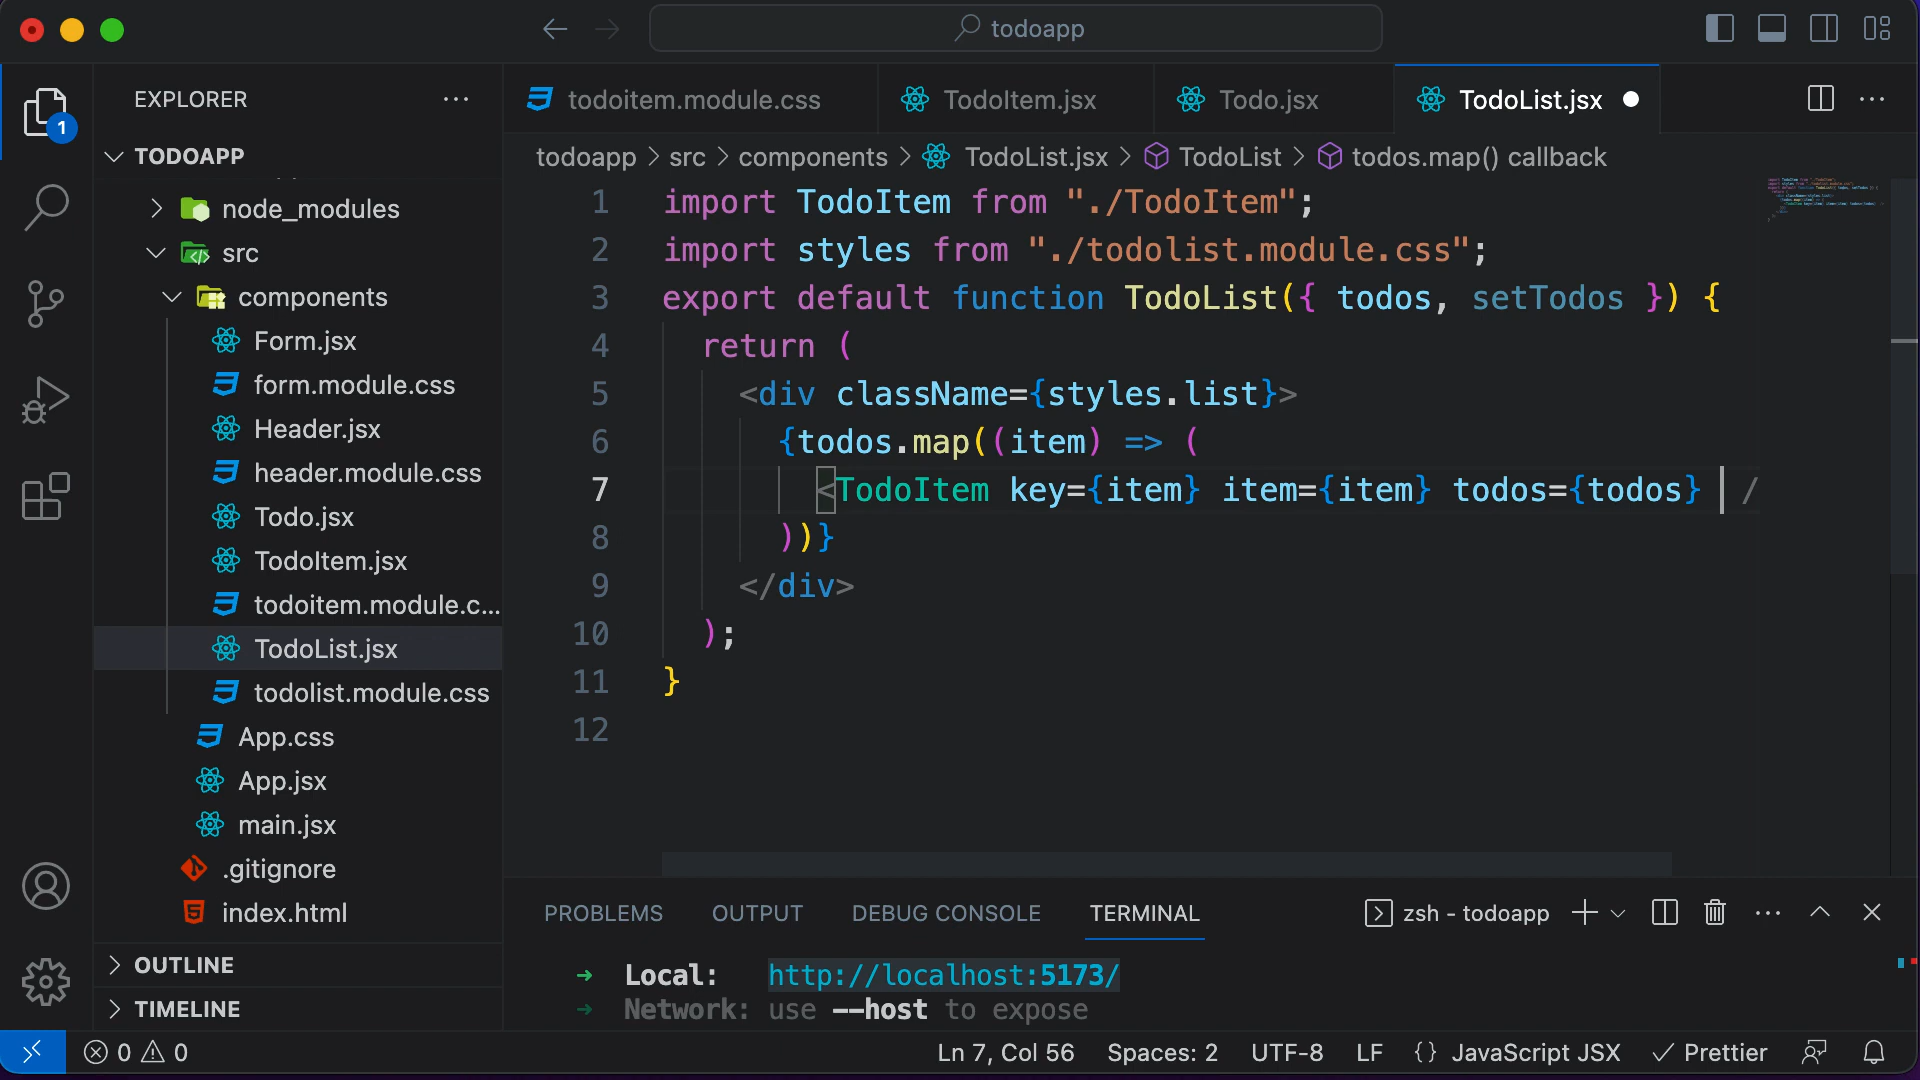 todoapp
EXPLORER
1
TODOAPP
node_modules
src
components
Form.jsx
form.module.css
Header.jsx
header.module.css
Todo.jsx
TodoItem.jsx
todoitem.module.c...
TodoList.jsx
todolist.module.css
App.css
App.jsx
main.jsx
.gitignore
index.html
OUTLINE
TIMELINE
todoitem.module.css TodoItem.jsx Todo.jsx TodoList.jsx
todoapp > src > components > TodoList.jsx > TodoList > todos.map() callback
1 import TodoItem from "./TodoItem";
2 import styles from "./todolist.module.css";
3 export default function TodoList({ todos, setTodos }) {
4 return (
5 <div className={styles.list}>
6 {todos.map((item) => (
7 <TodoItem key={item} item={item} todos={todos} /
8 ))}
9 </div>
10 );
11 }
12
PROBLEMS OUTPUT DEBUG CONSOLE TERMINAL zsh - todoapp
➜ Local: http://localhost:5173/
➜ Network: use --host to expose
0 0 Ln 7, Col 56 Spaces: 2 UTF-8 LF {} JavaScript JSX Prettier